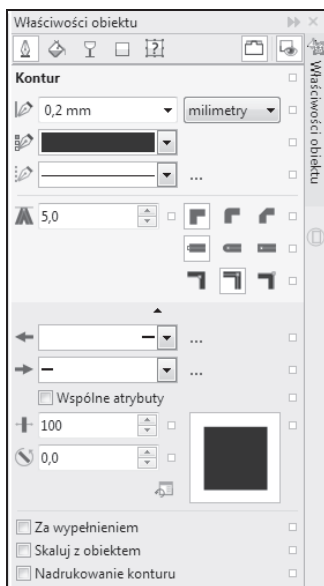 Właściwości obiektu
Kontur
0,2 mm milimetry
...
5,0
...
...
Wspólne atrybuty
100
0,0
Za wypełnieniem
Skaluj z obiektem
Nadrukowanie konturu
Właściwości obiektu